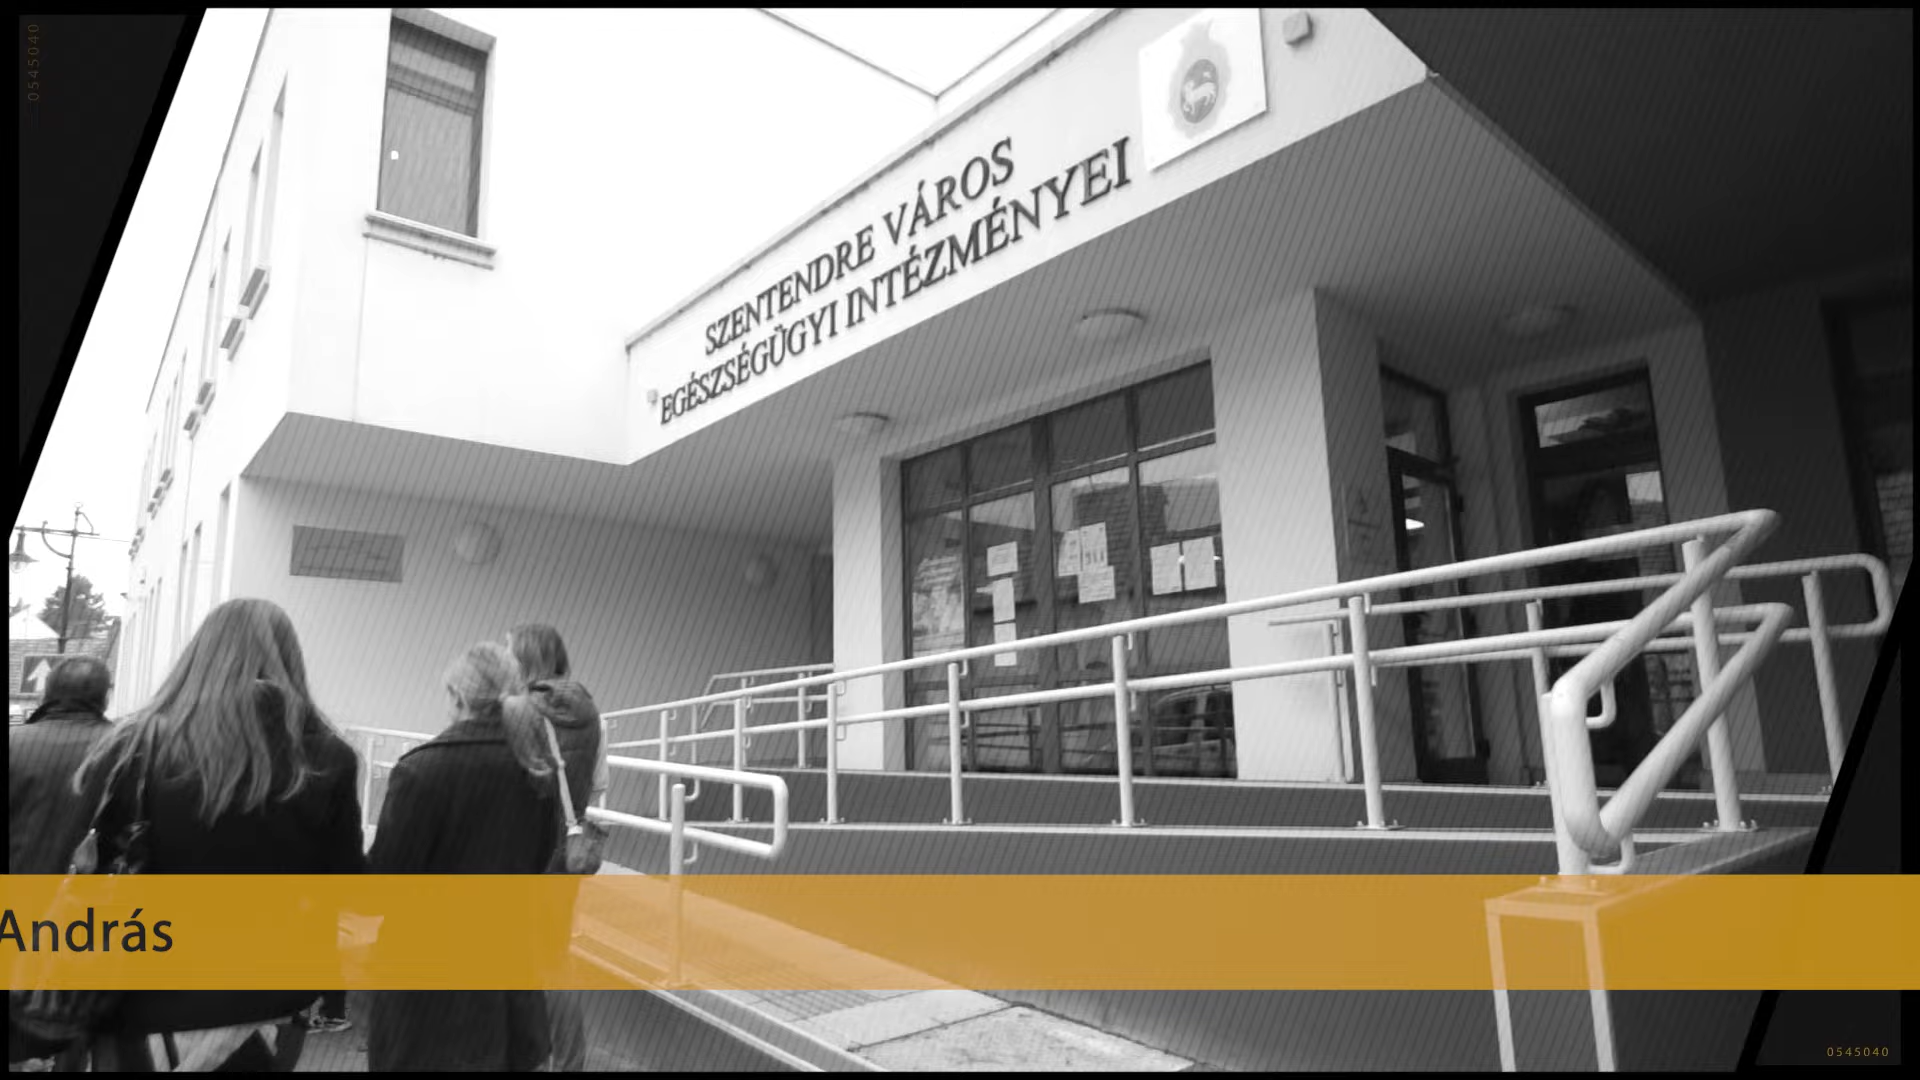 0545040
SZENTENDRE VÁROS
EGÉSZSÉGÜGYI INTÉZMÉNYEI
András
0545040